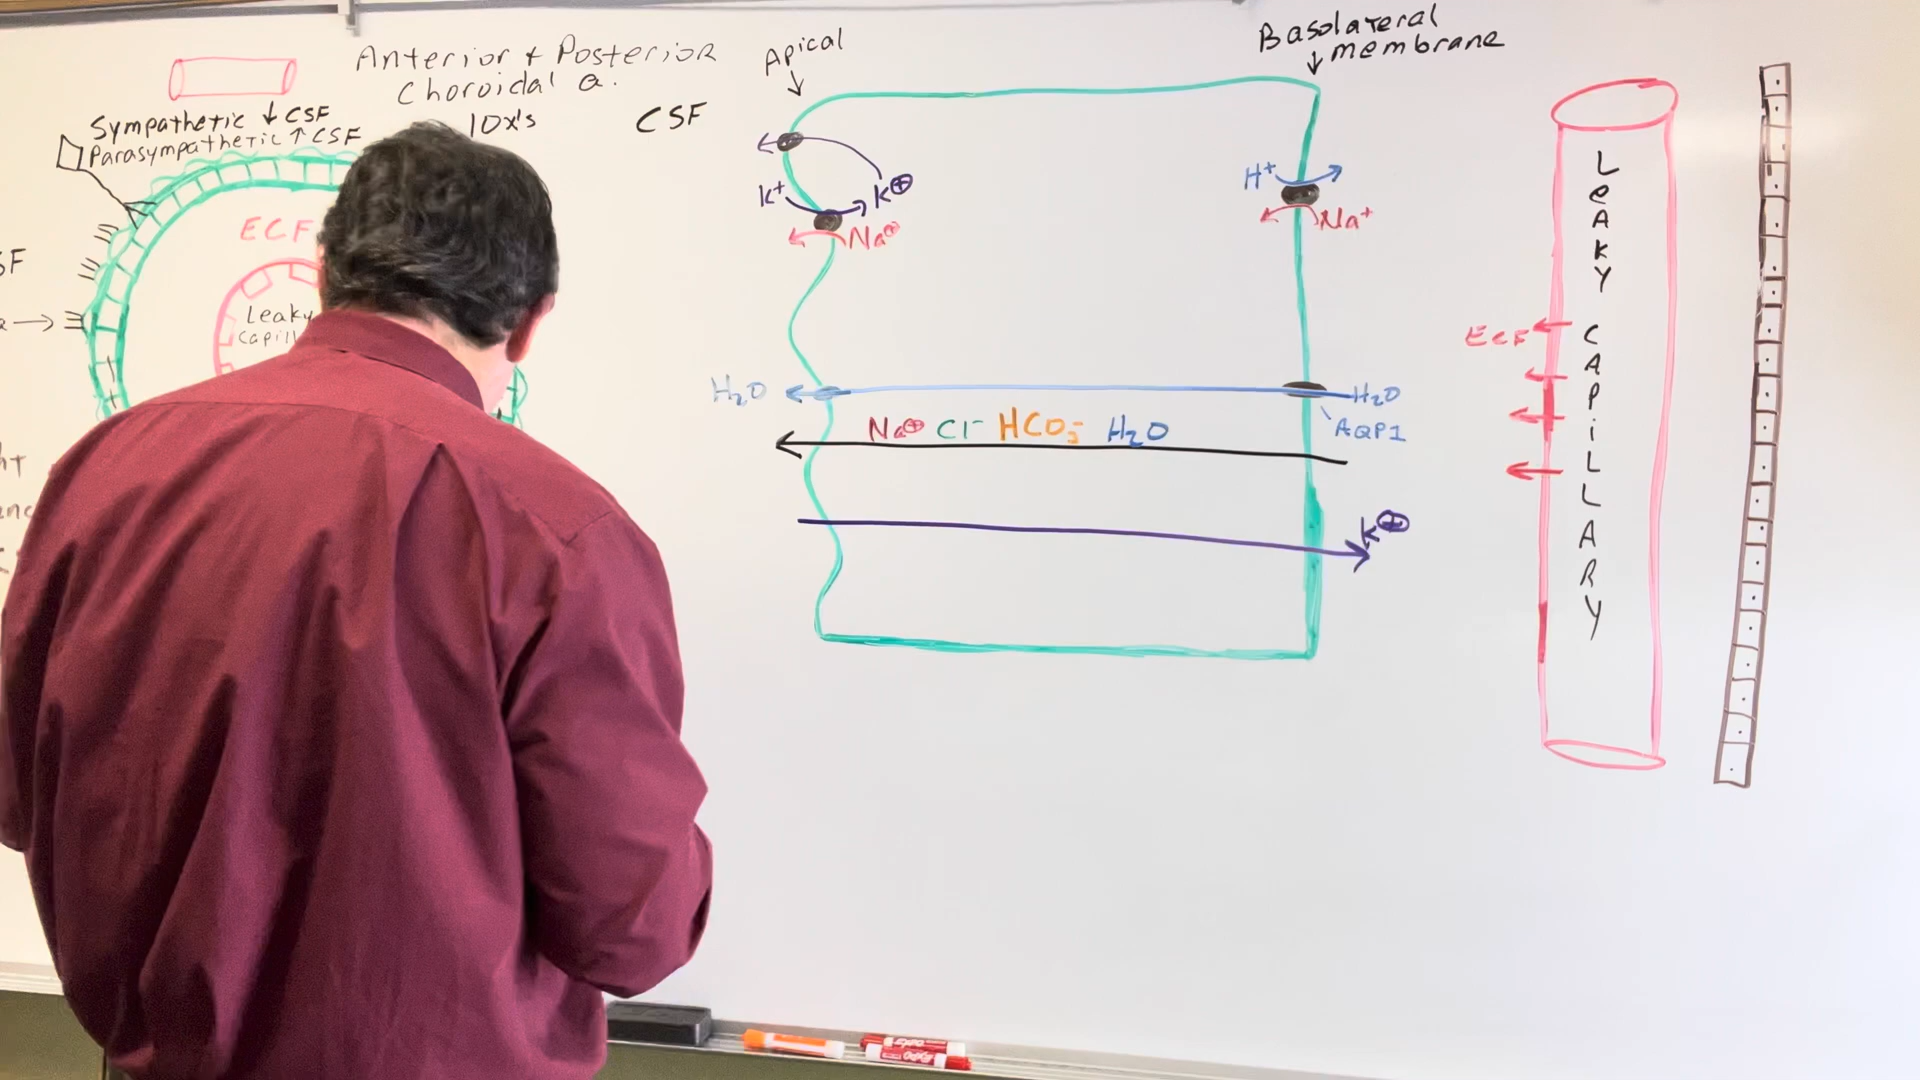 Anterior + Posterior
Choroidal a.
10x's
Sympathetic ↓ CSF
Parasympathetic ↑ CSF
ECF
Leaky
CSF
Apical
Basolateral
membrane
K+
K⊕
Na⊕
H+
Na+
H₂O
H₂O
AQP1
Na⊕ Cl⁻ HCO₃⁻ H₂O
K⊕
ECF
LeAKY CAPiLLARY